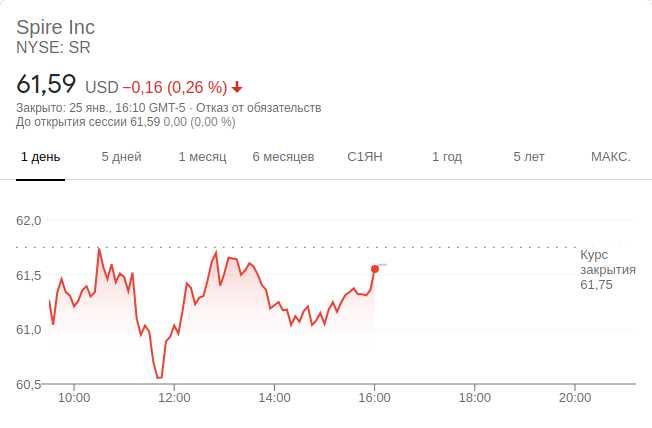 Spire Inc
NYSE: SR
61,59 USD −0,16 (0,26 %)
Закрыто: 25 янв., 16:10 GMT-5 · Отказ от обязательств
До открытия сессии 61,59 0,00 (0,00 %)
1 день 5 дней 1 месяц 6 месяцев С1ЯН 1 год 5 лет МАКС.
62,0
Курс
закрытия
61,75
61,5
61,0
60,5
10:00 12:00 14:00 16:00 18:00 20:00